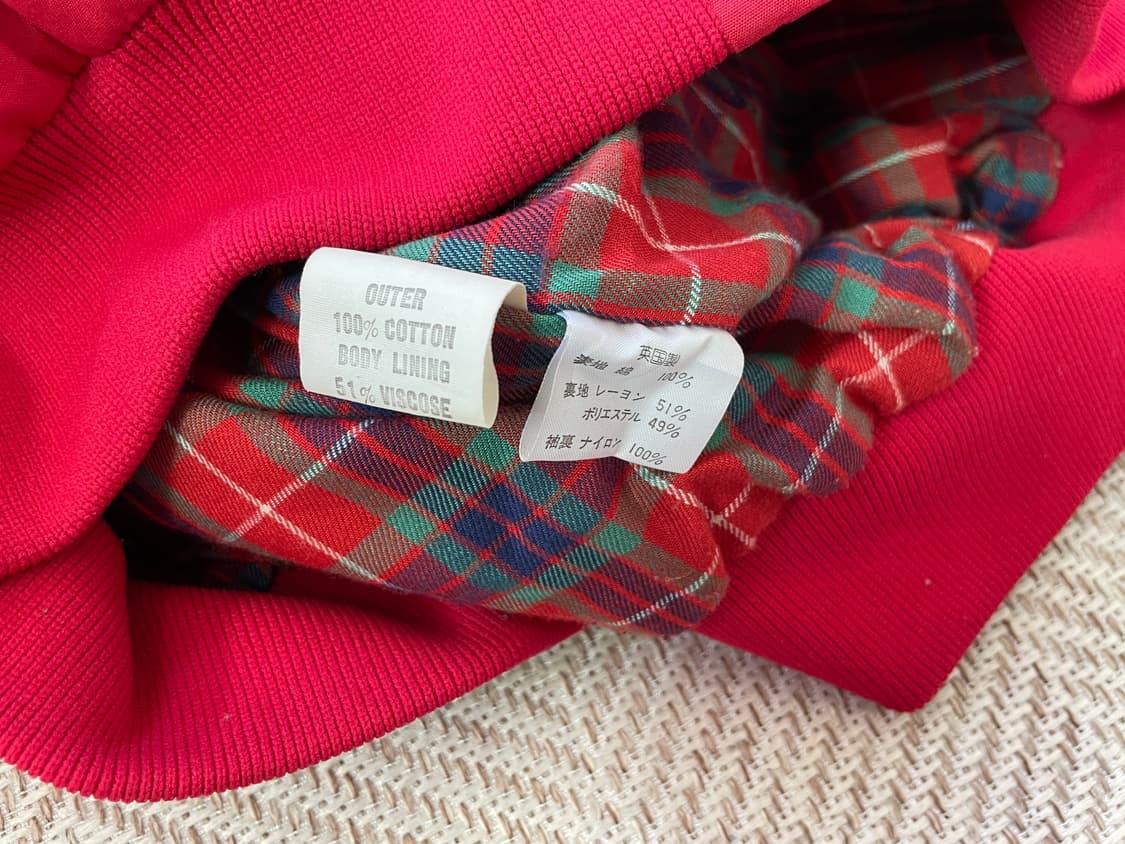 OUTER
100% COTTON
BODY LINING
51% VISCOSE
英国製
表地 綿 100%
裏地 レーヨン 51%
ポリエステル 49%
袖裏 ナイロン 100%